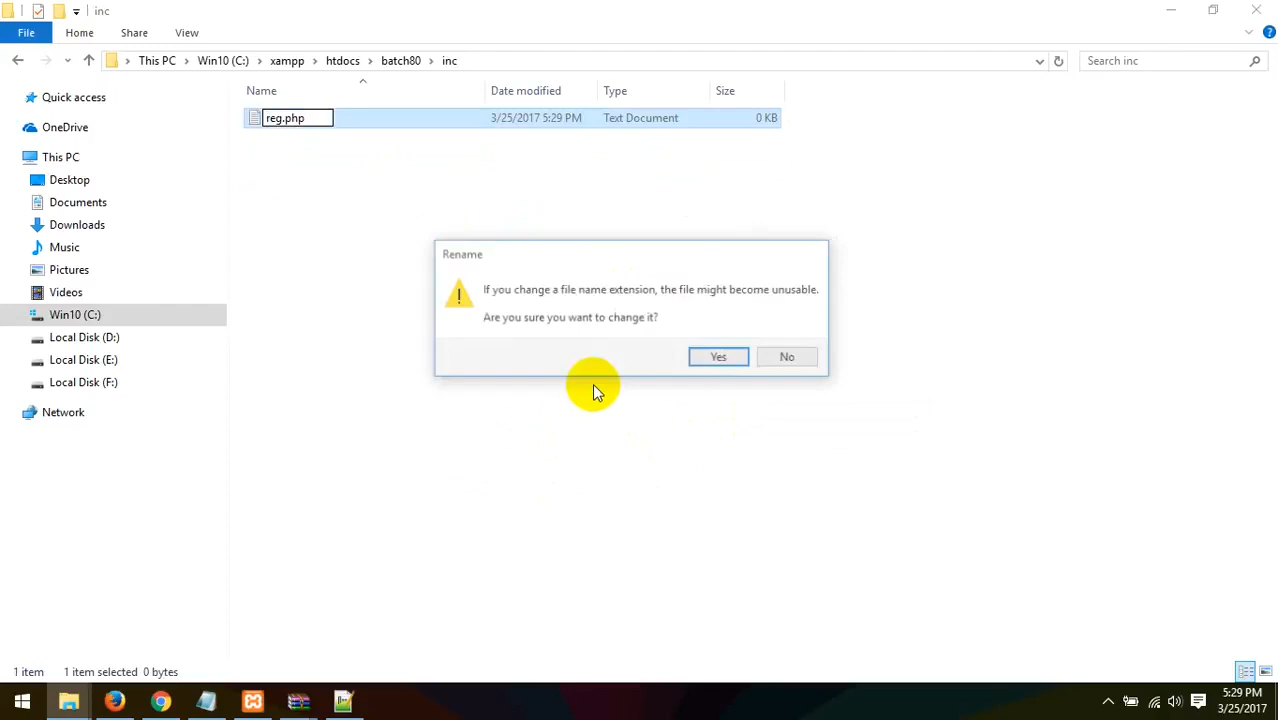 inc
File Home Share View
This PC Win10 (C:) xampp htdocs batch80 inc
Search inc
Name Date modified Type Size
reg.php 3/25/2017 5:29 PM Text Document 0 KB
Quick access
OneDrive
This PC
Desktop
Documents
Downloads
Music
Pictures
Videos
Win10 (C:)
Local Disk (D:)
Local Disk (E:)
Local Disk (F:)
Network
Rename
If you change a file name extension, the file might become unusable.
Are you sure you want to change it?
Yes No
1 item 1 item selected 0 bytes
5:29 PM
3/25/2017